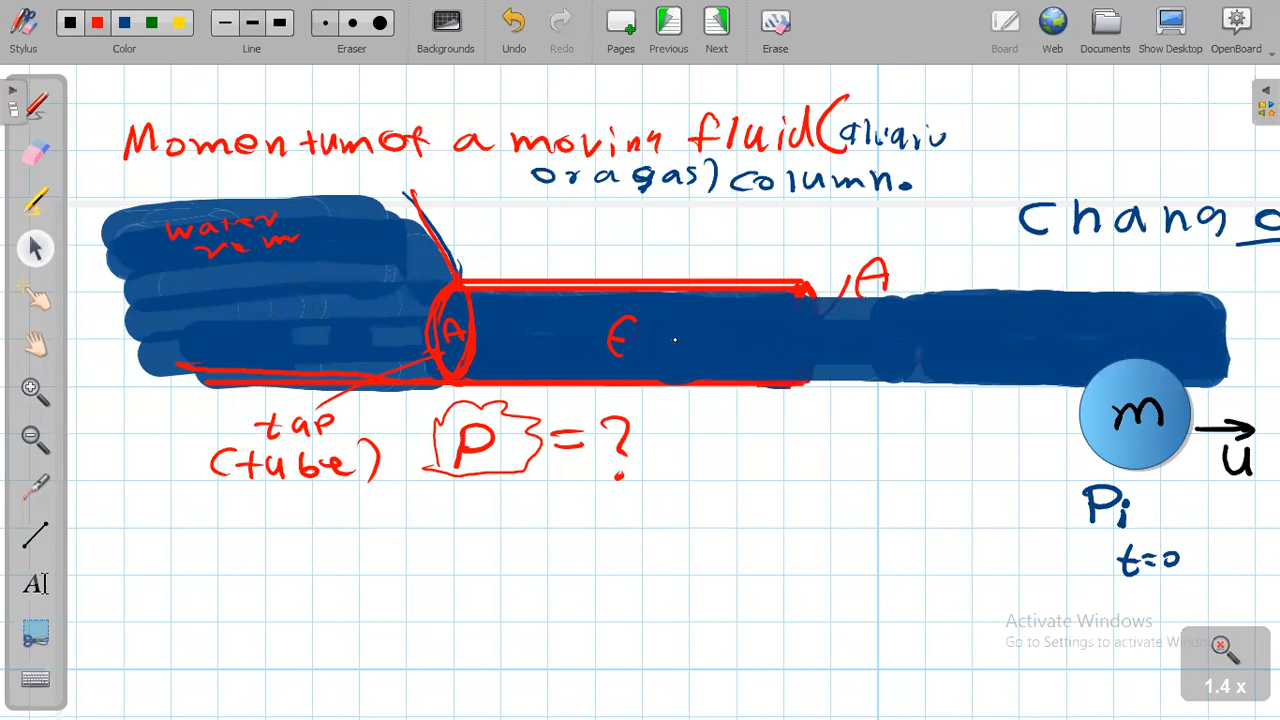 Stylus
Color
Line
Eraser
Backgrounds
Undo
Redo
Pages
Previous
Next
Erase
Board
Web
Documents
Show Desktop
OpenBoard
Momentum of a moving fluid (
or a gas) column.
Chang
water
A
A
E
tap
(tube)
P = ?
m
u
Pi
t=0
Activate Windows
Go to Settings to activate Windo
1.4 x